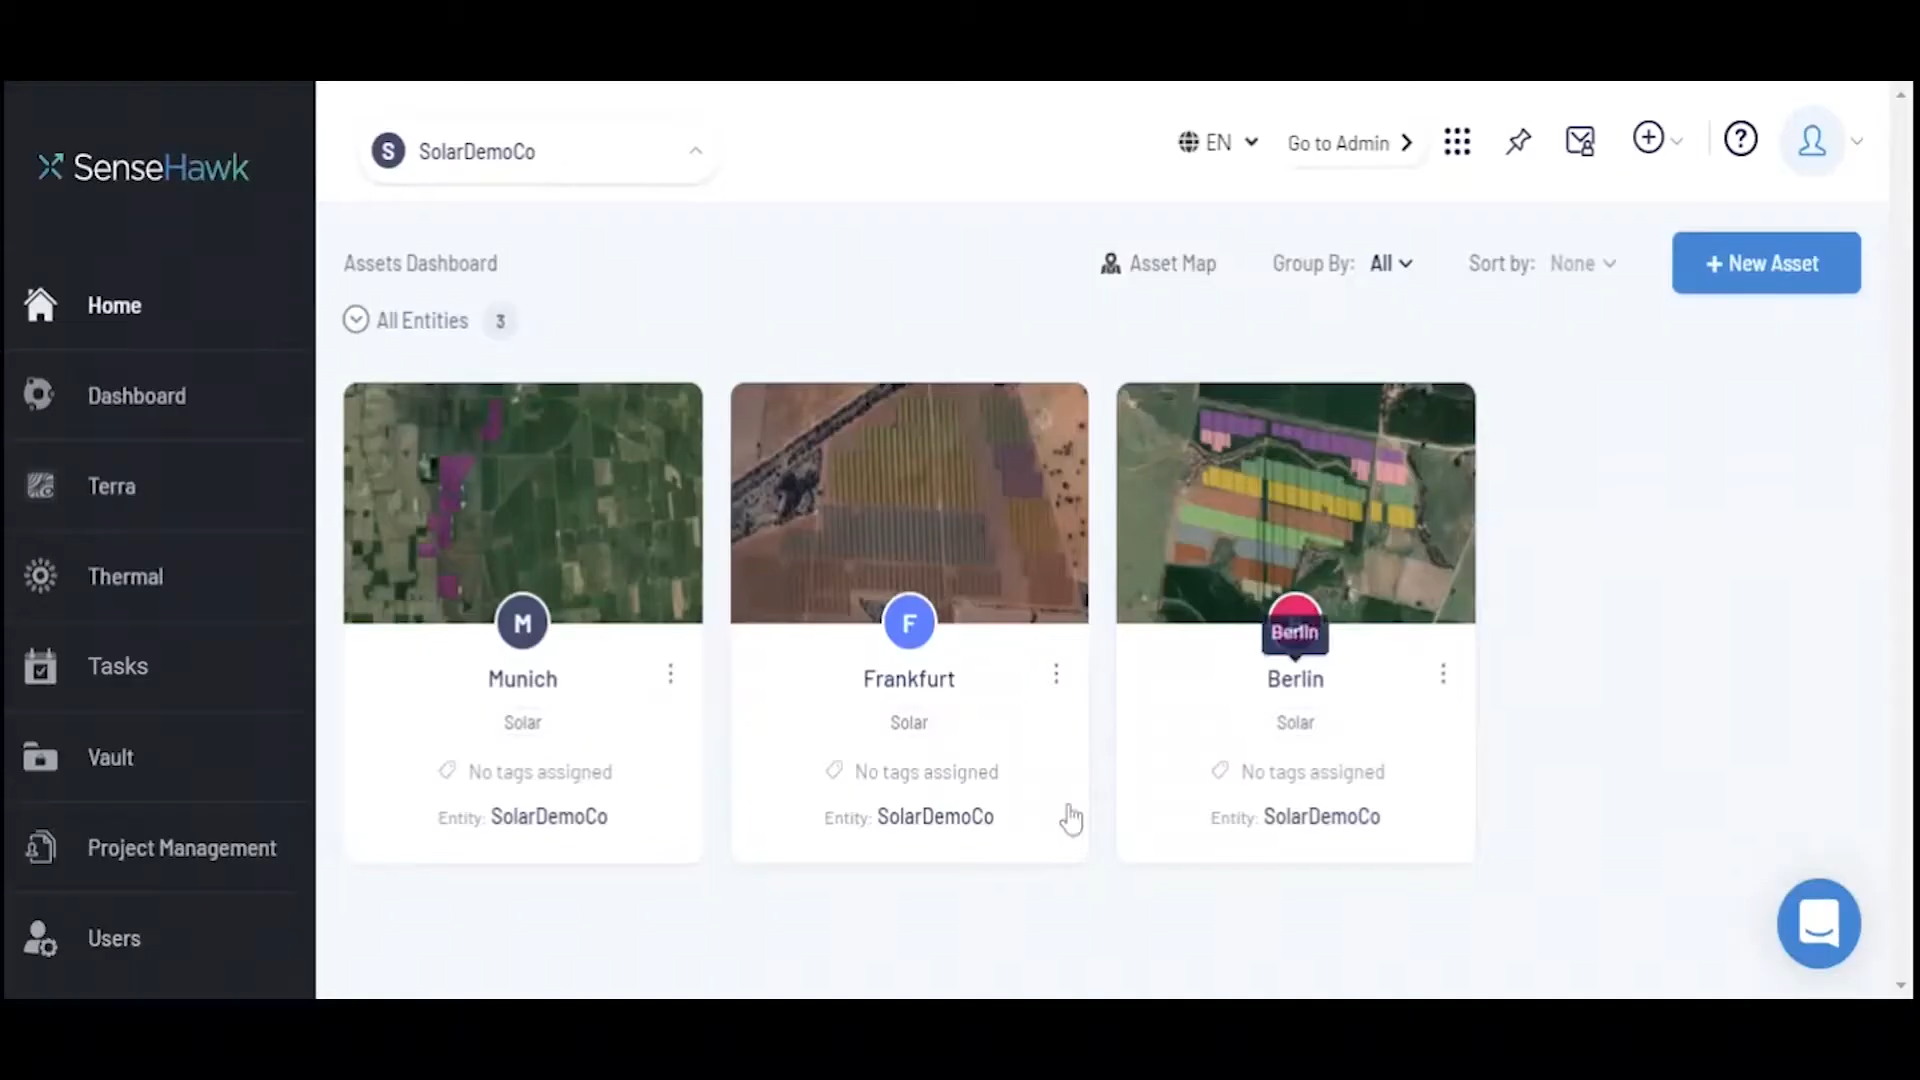 SenseHawk
S SolarDemoCo
EN
Go to Admin
Home
Dashboard
Terra
Thermal
Tasks
Vault
Project Management
Users
Assets Dashboard
Asset Map
Group By: All
Sort by: None
+ New Asset
All Entities 3
M
Munich
Solar
No tags assigned
Entity: SolarDemoCo
F
Frankfurt
Solar
No tags assigned
Entity: SolarDemoCo
Berlin
Berlin
Solar
No tags assigned
Entity: SolarDemoCo